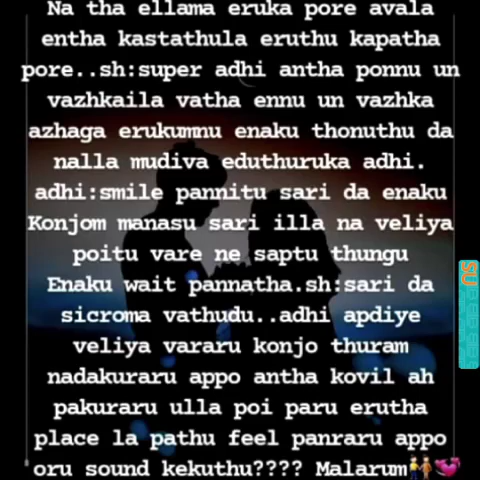 Na tha ellama eruka pore avala
entha kastathula eruthu kapatha
pore..sh:super adhi antha ponnu un
vazhkaila vatha ennu un vazhka
azhaga erukumnu enaku thonuthu da
nalla mudiva eduthuruka adhi.
adhi:smile pannitu sari da enaku
Konjom manasu sari illa na veliya
poitu vare ne saptu thungu
Enaku wait pannatha.sh:sari da
sicroma vathudu..adhi apdiye
veliya vararu konjo thuram
nadakuraru appo antha kovil ah
pakuraru ulla poi paru erutha
place la pathu feel panraru appo
oru sound kekuthu???? Malarum👫💞
SU